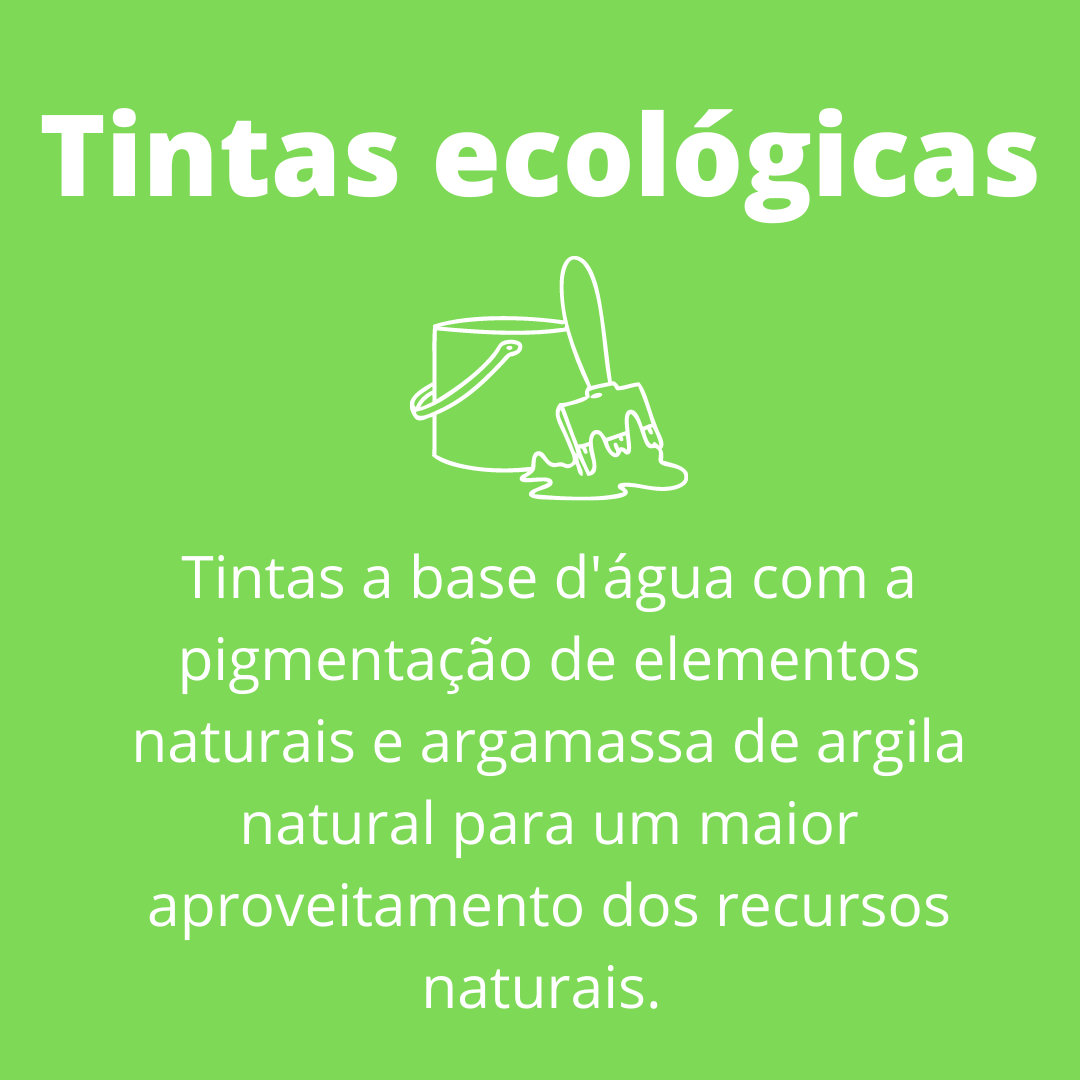 Tintas ecológicas
Tintas a base d'água com a
pigmentação de elementos
naturais e argamassa de argila
natural para um maior
aproveitamento dos recursos
naturais.